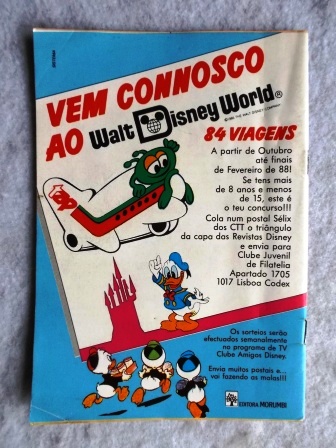 VEM CONNOSCO
AO Walt Disney World®
84 VIAGENS
A partir de Outubro
até finais
de Fevereiro de 88!
Se tens mais
de 8 anos e menos
de 15, este é
o teu concurso!!!
Cola num postal Sélix
dos CTT o triângulo
da capa das Revistas Disney
e envia para
Clube Juvenil
de Filatelia
Apartado 1705
1017 Lisboa Codex
Os sorteios serão
efectuados semanalmente
no programa de TV
Clube Amigos Disney.
Envia muitos postais e...
vai fazendo as malas!!!
EDITORA MORUMBI